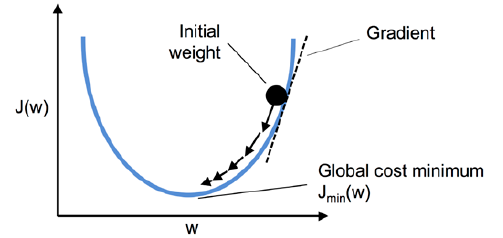 Initial
weight
Gradient
J(w)
Global cost minimum
Jmin(w)
w